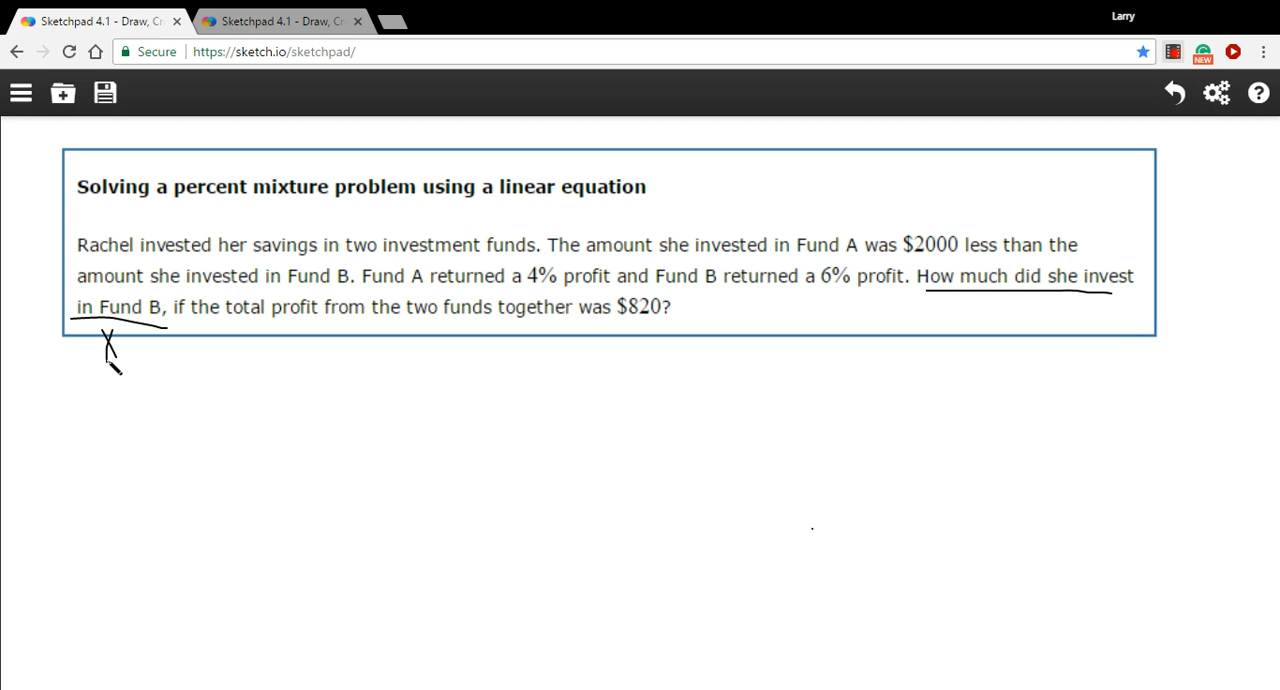 Larry
Sketchpad 4.1 - Draw, Cr
Sketchpad 4.1 - Draw, Cr
Secure | https://sketch.io/sketchpad/
NEW
Solving a percent mixture problem using a linear equation
Rachel invested her savings in two investment funds. The amount she invested in Fund A was $2000 less than the
amount she invested in Fund B. Fund A returned a 4% profit and Fund B returned a 6% profit. How much did she invest
in Fund B, if the total profit from the two funds together was $820?
X